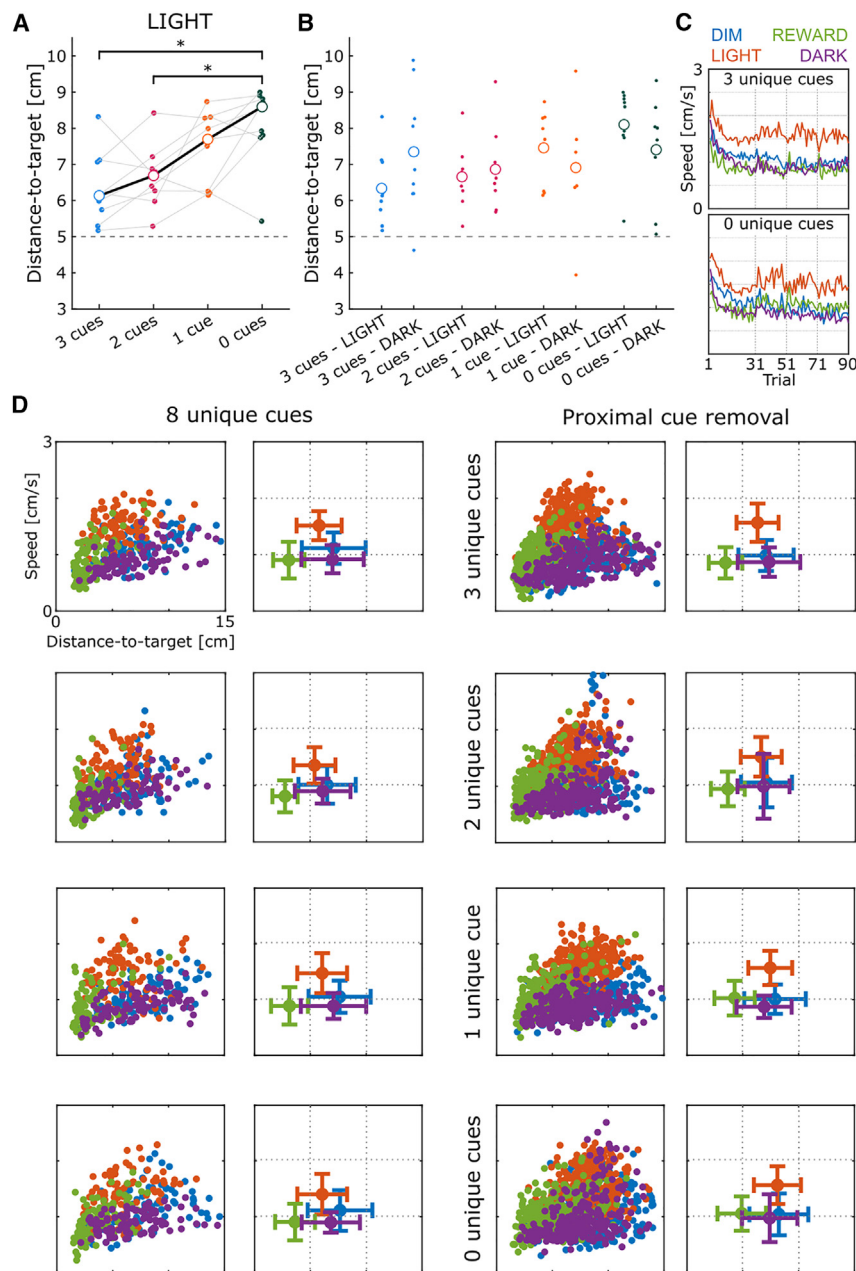 A
LIGHT
*
*
Distance-to-target [cm]
10
9
8
7
6
5
4
3
3 cues
2 cues
1 cue
0 cues
B
Distance-to-target [cm]
10
9
8
7
6
5
4
3
3 cues - LIGHT
3 cues - DARK
2 cues - LIGHT
2 cues - DARK
1 cue - LIGHT
1 cue - DARK
0 cues - LIGHT
0 cues - DARK
C
DIM REWARD
LIGHT DARK
3 unique cues
3
Speed [cm/s]
0
0 unique cues
1 31 51 71 90
Trial
D
8 unique cues
Proximal cue removal
3
Speed [cm/s]
0
0 15
Distance-to-target [cm]
3 unique cues
2 unique cues
1 unique cue
0 unique cues